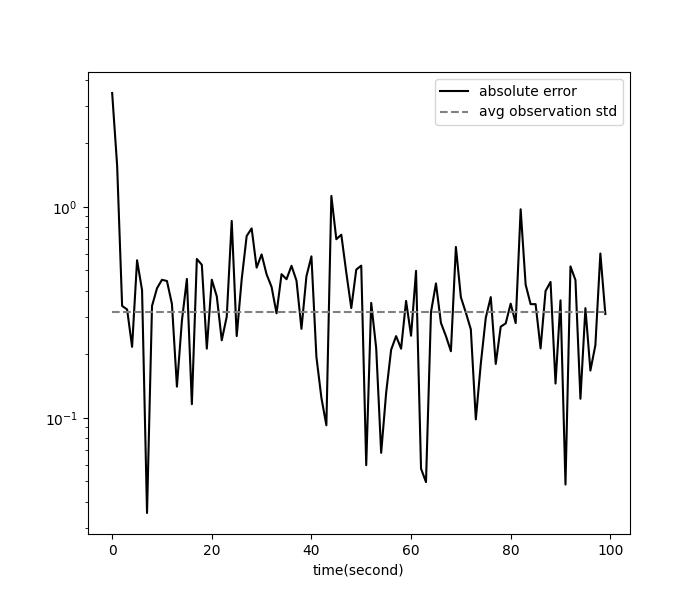 absolute error
avg observation std
10⁰
10⁻¹
0 20 40 60 80 100
time(second)